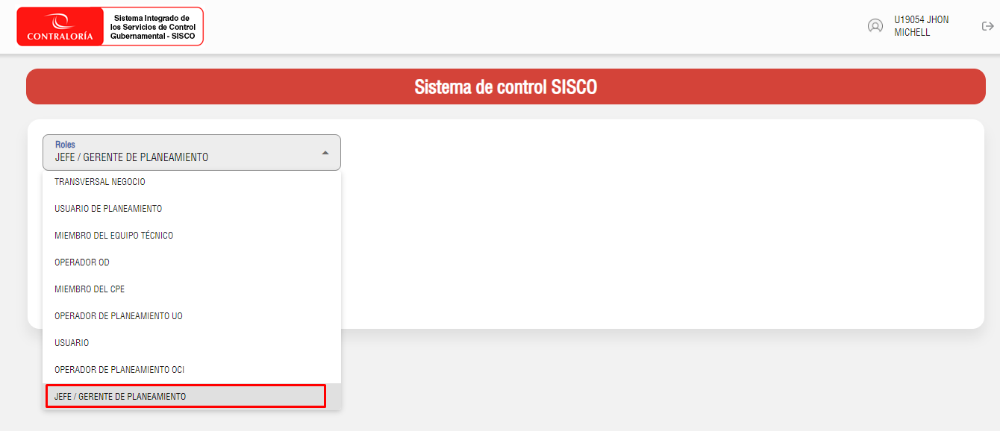 CONTRALORÍA
Sistema Integrado de
los Servicios de Control
Gubernamental - SISCO
U19054 JHON
MICHELL
Sistema de control SISCO
Roles
JEFE / GERENTE DE PLANEAMIENTO
TRANSVERSAL NEGOCIO
USUARIO DE PLANEAMIENTO
MIEMBRO DEL EQUIPO TÉCNICO
OPERADOR OD
MIEMBRO DEL CPE
OPERADOR DE PLANEAMIENTO UO
USUARIO
OPERADOR DE PLANEAMIENTO OCI
JEFE / GERENTE DE PLANEAMIENTO